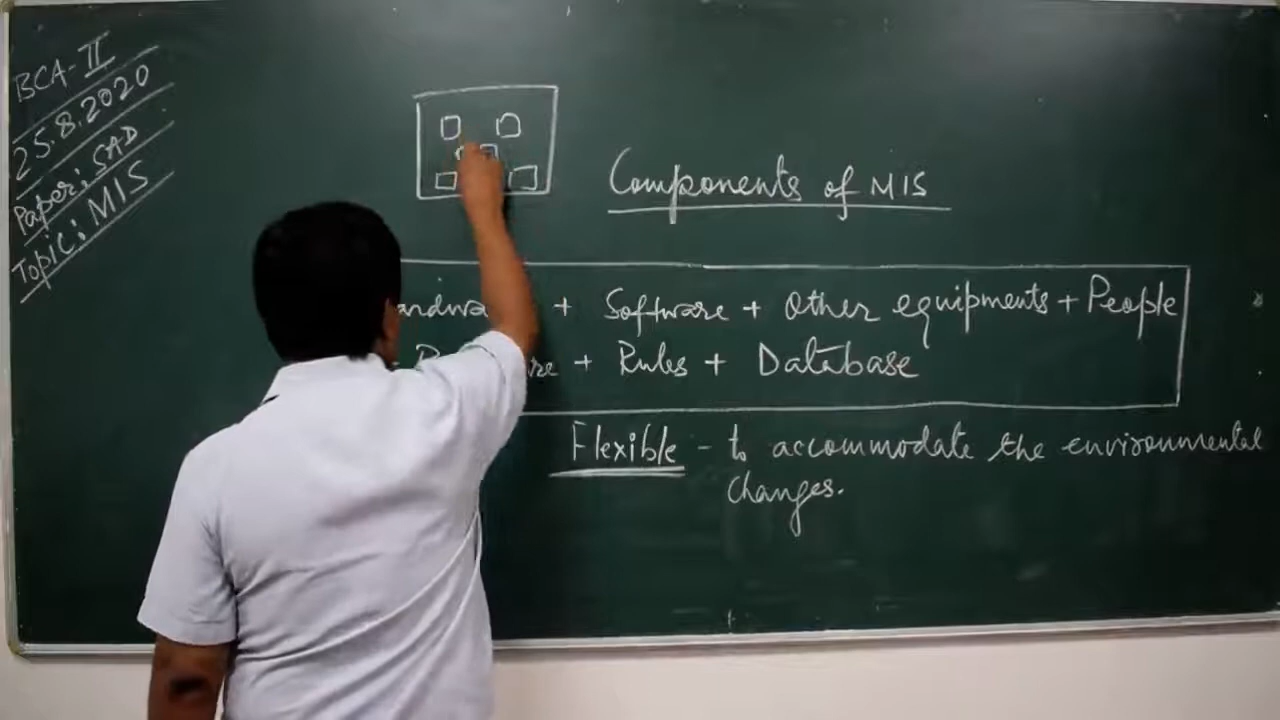 BCA-II
25.8.2020
Paper: SAD
Topic: MIS
Components of MIS
+ Software + Other equipments + People
+ Rules + Database
Flexible - to accommodate the environmental
changes.